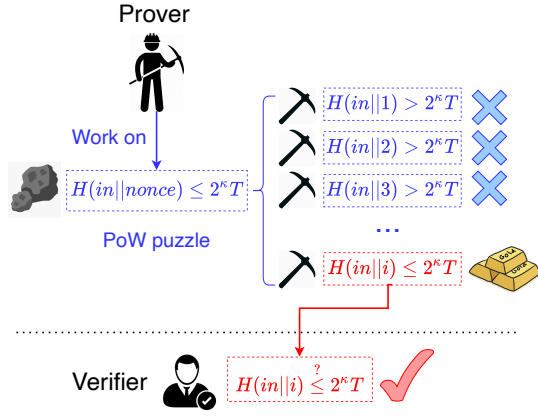 Prover
Work on
H(in||nonce) ≤ 2^κT
PoW puzzle
H(in||1) > 2^κT
H(in||2) > 2^κT
H(in||3) > 2^κT
...
H(in||i) ≤ 2^κT
Gold
Gold
Verifier
H(in||i) ≤^? 2^κT